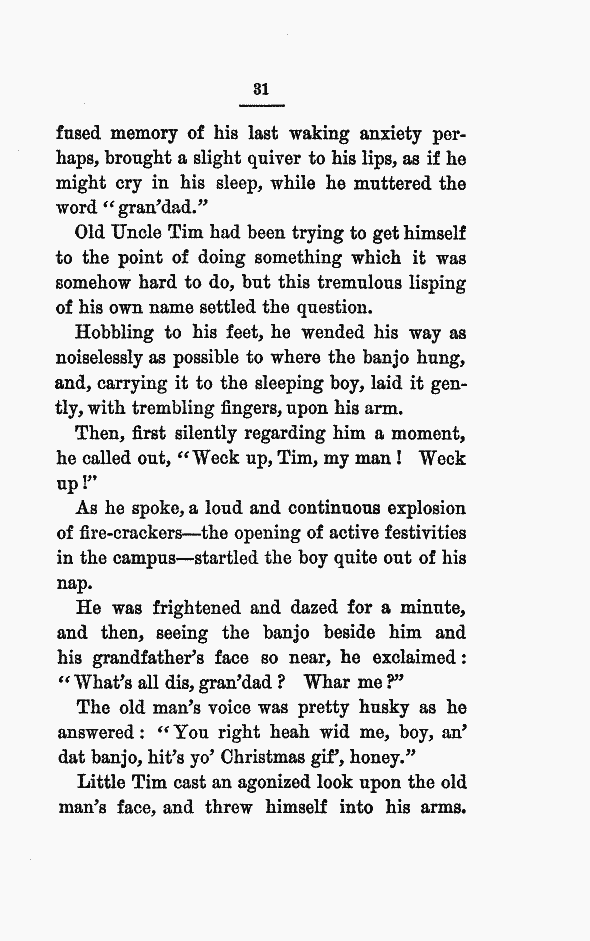 31
fused memory of his last waking anxiety per-
haps, brought a slight quiver to his lips, as if he
might cry in his sleep, while he muttered the
word “gran’dad.”
Old Uncle Tim had been trying to get himself
to the point of doing something which it was
somehow hard to do, but this tremulous lisping
of his own name settled the question.
Hobbling to his feet, he wended his way as
noiselessly as possible to where the banjo hung,
and, carrying it to the sleeping boy, laid it gen-
tly, with trembling fingers, upon his arm.
Then, first silently regarding him a moment,
he called out, “Weck up, Tim, my man! Weck
up!”
As he spoke, a loud and continuous explosion
of fire-crackers—the opening of active festivities
in the campus—startled the boy quite out of his
nap.
He was frightened and dazed for a minute,
and then, seeing the banjo beside him and
his grandfather’s face so near, he exclaimed:
“What’s all dis, gran’dad? Whar me?”
The old man’s voice was pretty husky as he
answered: “You right heah wid me, boy, an’
dat banjo, hit’s yo’ Christmas gif’, honey.”
Little Tim cast an agonized look upon the old
man’s face, and threw himself into his arms.